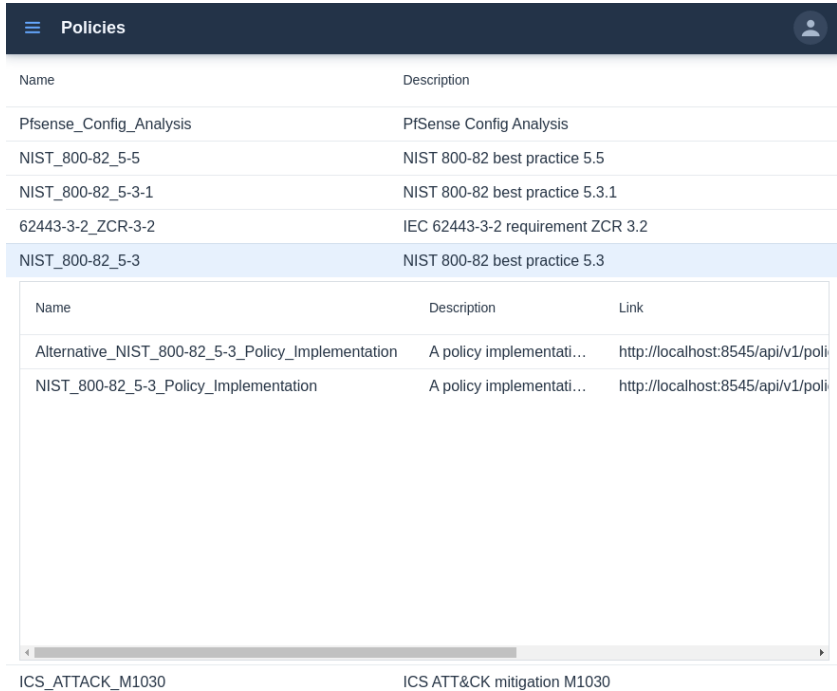 Policies
Name Description
Pfsense_Config_Analysis PfSense Config Analysis
NIST_800-82_5-5 NIST 800-82 best practice 5.5
NIST_800-82_5-3-1 NIST 800-82 best practice 5.3.1
62443-3-2_ZCR-3-2 IEC 62443-3-2 requirement ZCR 3.2
NIST_800-82_5-3 NIST 800-82 best practice 5.3
Name Description Link
Alternative_NIST_800-82_5-3_Policy_Implementation A policy implementati... http://localhost:8545/api/v1/poli
NIST_800-82_5-3_Policy_Implementation A policy implementati... http://localhost:8545/api/v1/poli
ICS_ATTACK_M1030 ICS ATT&CK mitigation M1030